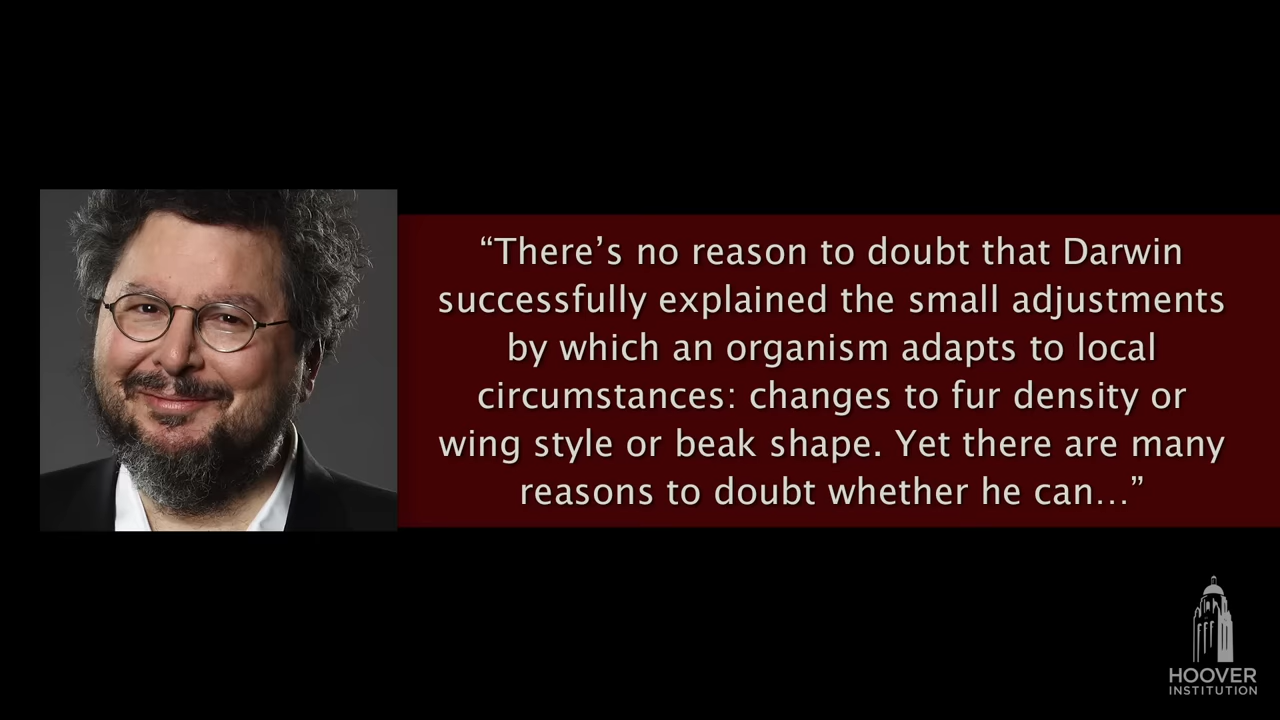 “There’s no reason to doubt that Darwin
successfully explained the small adjustments
by which an organism adapts to local
circumstances: changes to fur density or
wing style or beak shape. Yet there are many
reasons to doubt whether he can…”
HOOVER
INSTITUTION